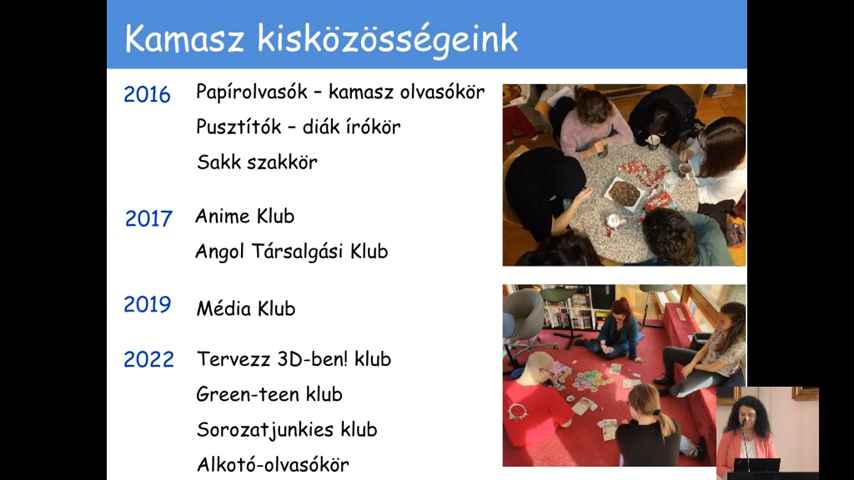 Kamasz kisközösségeink
2016 Papírolvasók – kamasz olvasókör
Pusztítók – diák írókör
Sakk szakkör
2017 Anime Klub
Angol Társalgási Klub
2019 Média Klub
2022 Tervezz 3D-ben! klub
Green-teen klub
Sorozatjunkies klub
Alkotó-olvasókör